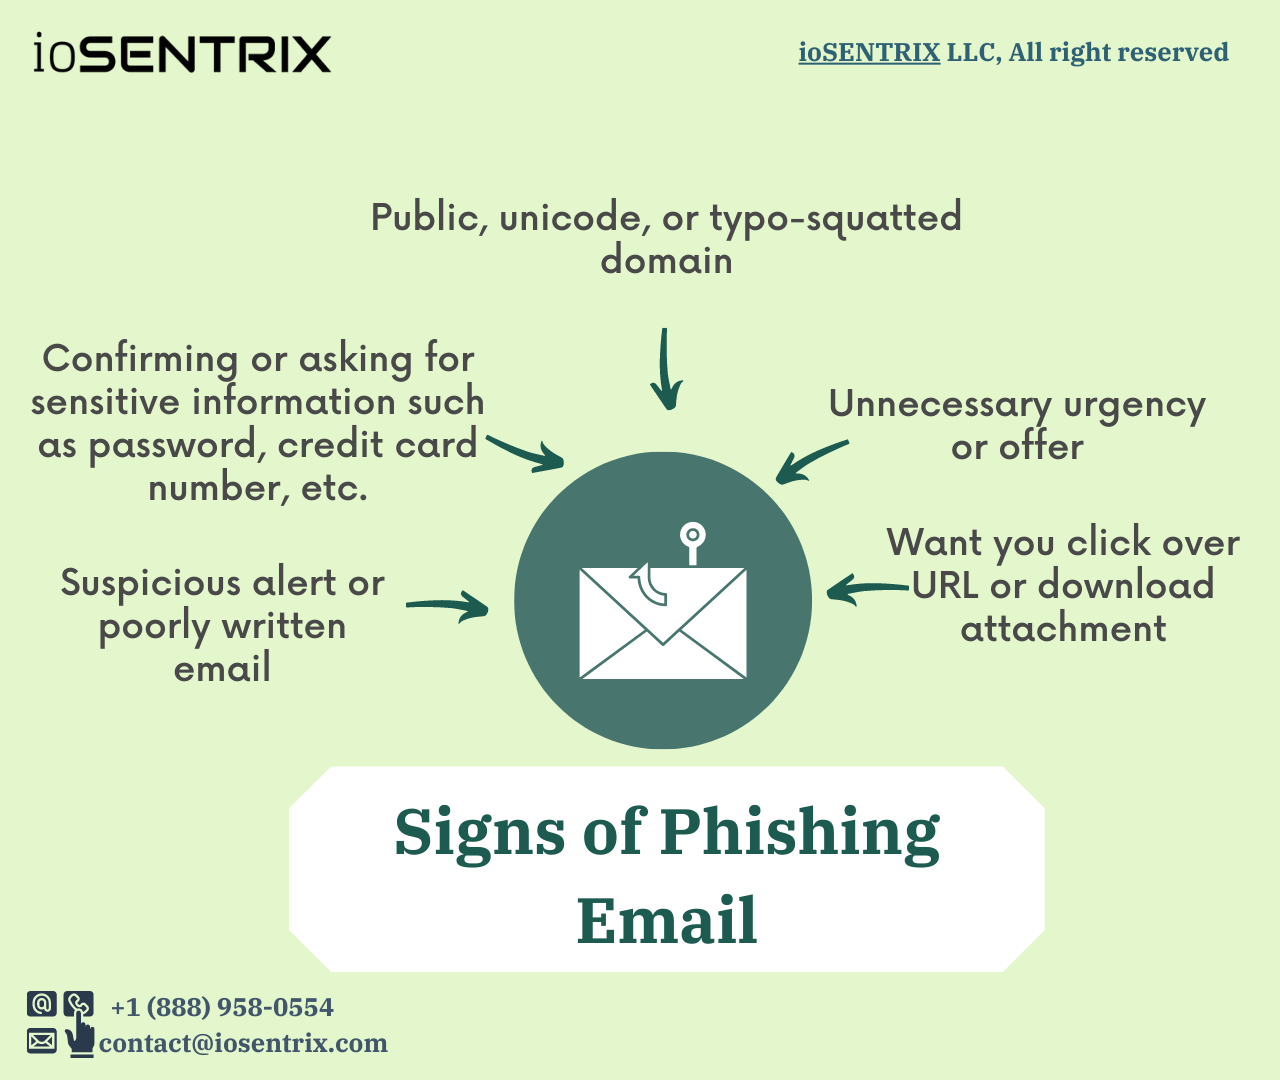 ioSENTRIX
ioSENTRIX LLC, All right reserved
Public, unicode, or typo-squatted
domain
Confirming or asking for
sensitive information such
as password, credit card
number, etc.
Unnecessary urgency
or offer
Suspicious alert or
poorly written
email
Want you click over
URL or download
attachment
Signs of Phishing
Email
+1 (888) 958-0554
contact@iosentrix.com